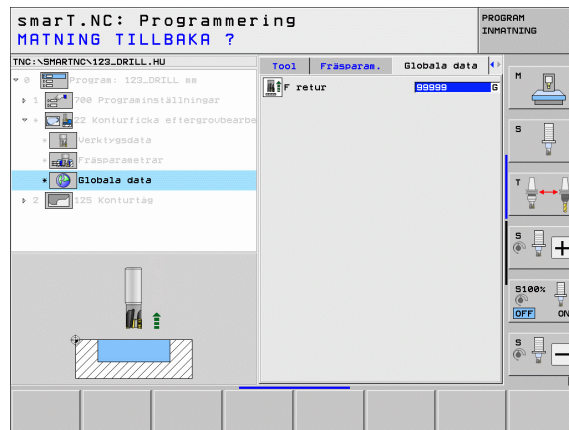 smarT.NC: Programmering
MATNING TILLBAKA ?
PROGRAM
INMATNING
TNC:\SMARTNC\123_DRILL.HU
0 Program: 123_DRILL mm
1 700 Programinställningar
* 22 Konturficka eftergrovbearbe
* Verktygsdata
* Fräsparametrar
* Globala data
2 125 Konturtåg
Tool Fräsparam. Globala data
F retur 99999 G
M
S
T
S
+
S100%
OFF ON
S
–